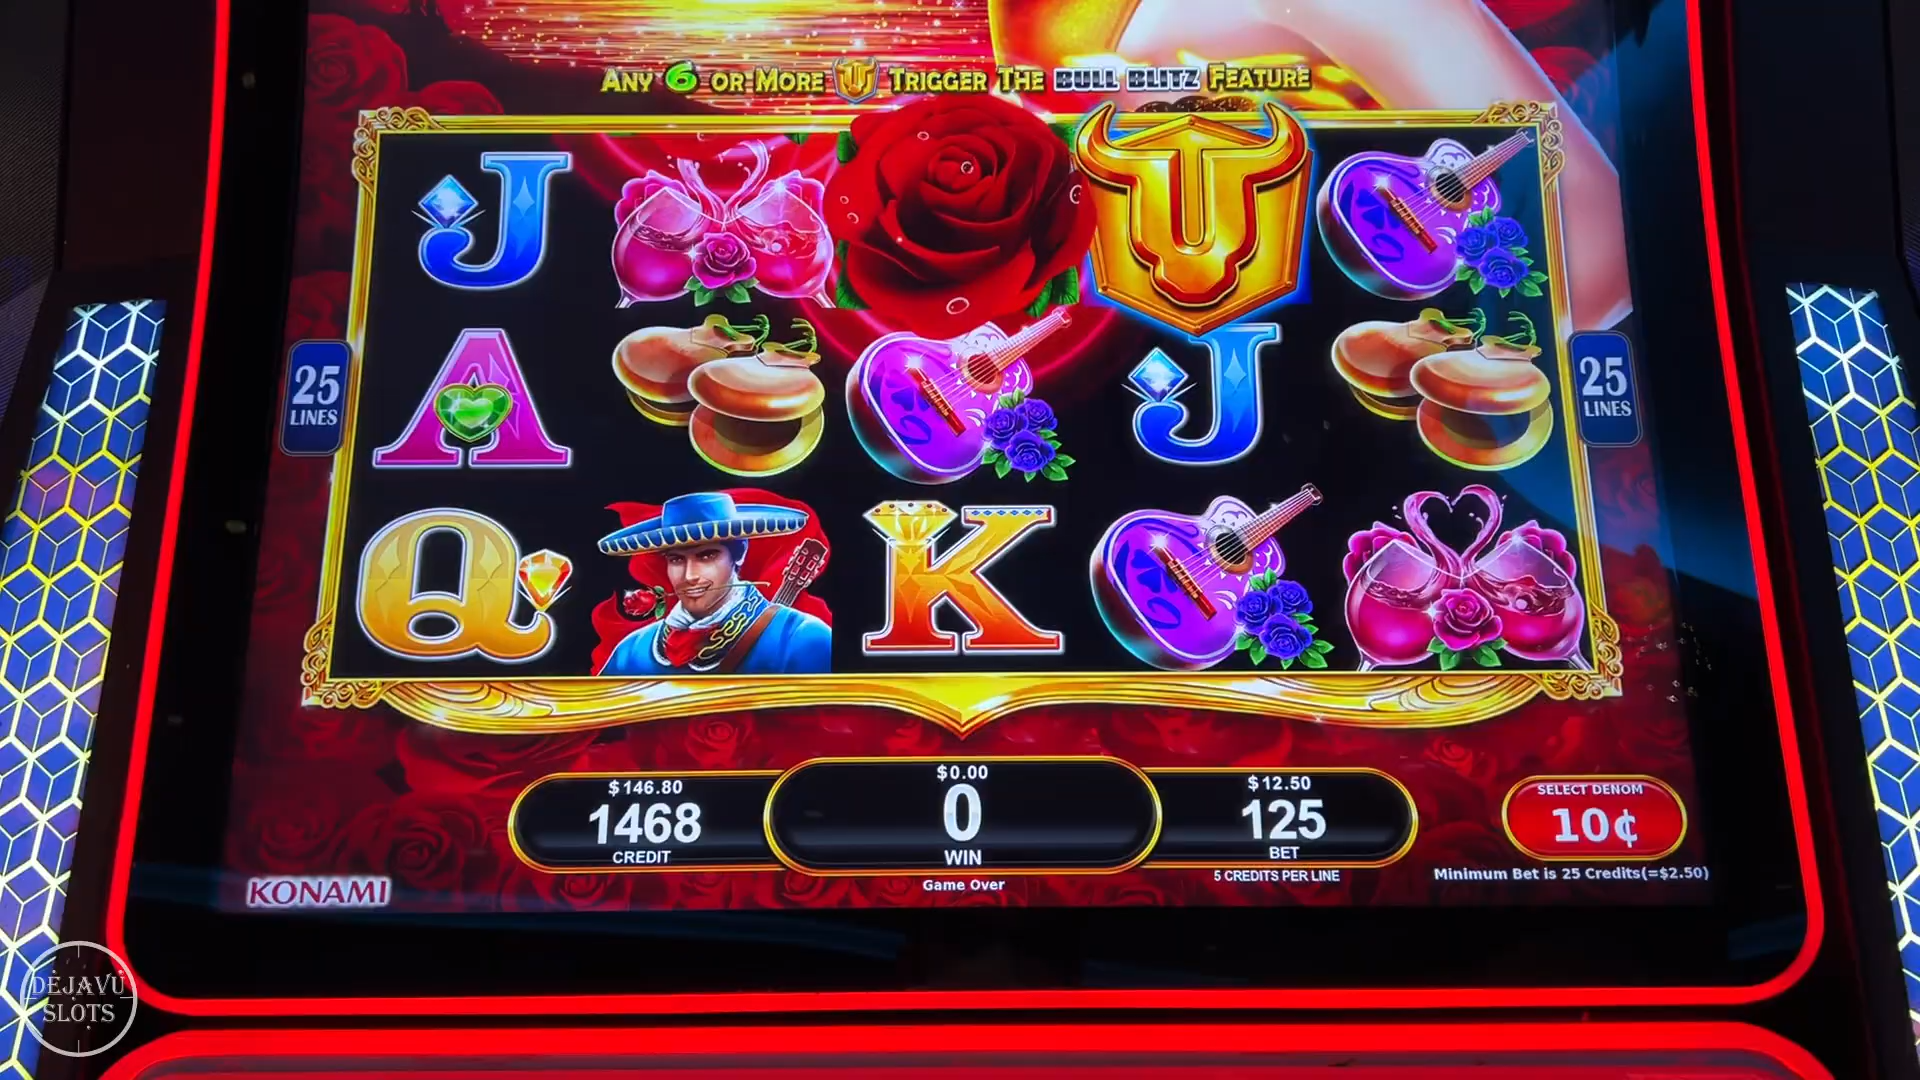 ANY 6 OR MORE TRIGGER THE BULL BLITZ FEATURE
J
A
J
Q
K
25
LINES
25
LINES
$146.80
1468
CREDIT
$0.00
0
WIN
Game Over
$12.50
125
BET
5 CREDITS PER LINE
SELECT DENOM
10¢
Minimum Bet is 25 Credits(=$2.50)
KONAMI
DEJAVU
SLOTS